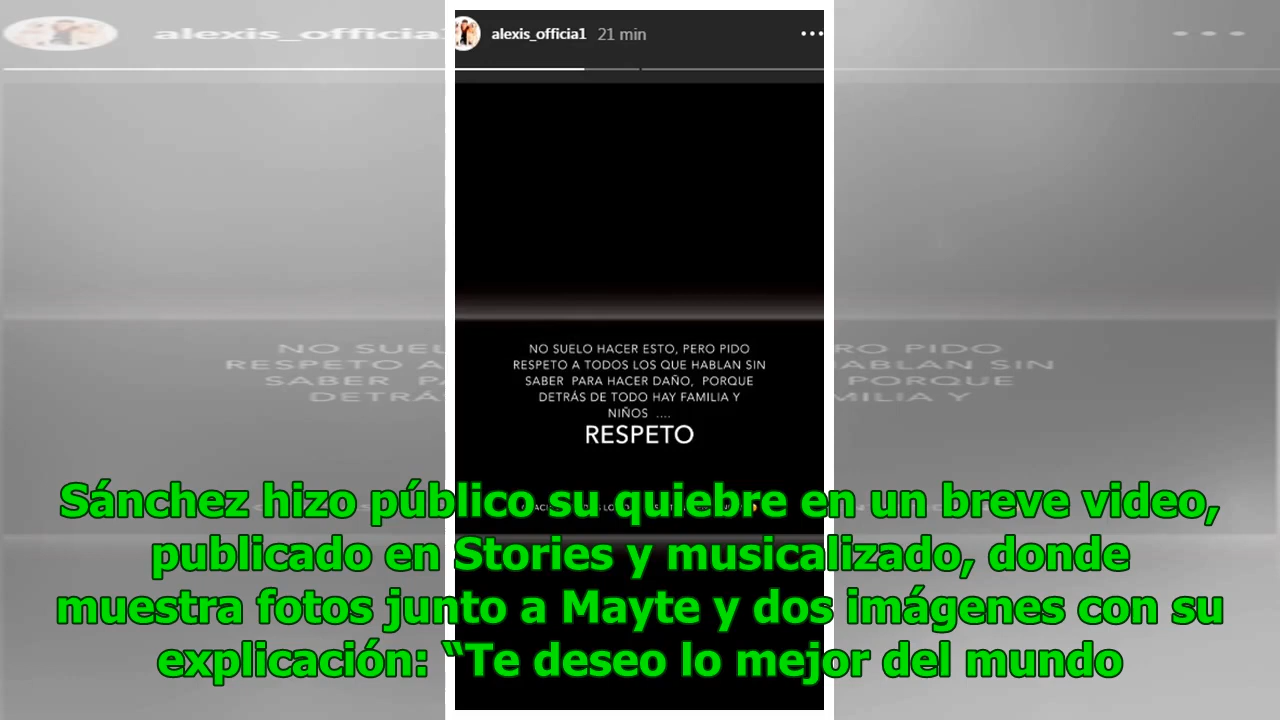 alexis_officia1 21 min
alexis_officia
NO SUELO HACER ESTO, PERO PIDO
RESPETO A TODOS LOS QUE HABLAN SIN
SABER PARA HACER DAÑO, PORQUE
DETRÁS DE TODO HAY FAMILIA Y
NIÑOS ....
RESPETO
Sánchez hizo público su quiebre en un breve video,
publicado en Stories y musicalizado, donde
muestra fotos junto a Mayte y dos imágenes con su
explicación: “Te deseo lo mejor del mundo